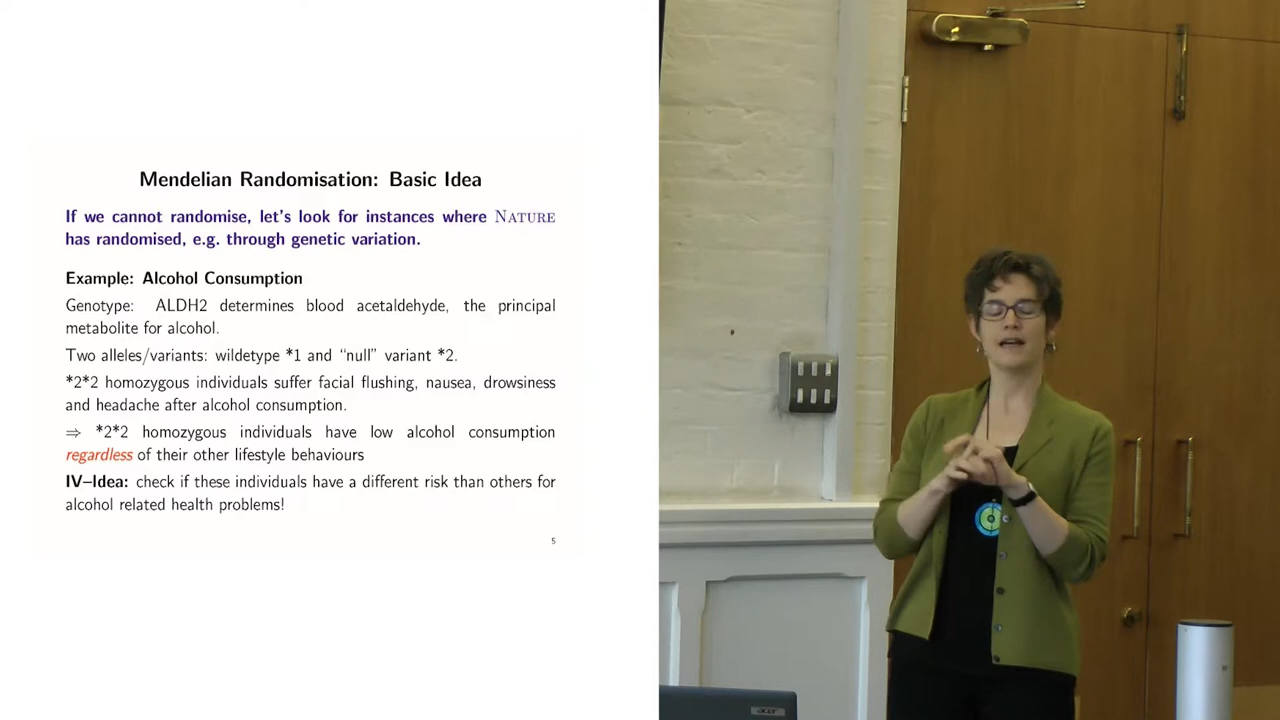 Mendelian Randomisation: Basic Idea
If we cannot randomise, let's look for instances where NATURE
has randomised, e.g. through genetic variation.
Example: Alcohol Consumption
Genotype: ALDH2 determines blood acetaldehyde, the principal
metabolite for alcohol.
Two alleles/variants: wildetype *1 and “null” variant *2.
*2*2 homozygous individuals suffer facial flushing, nausea, drowsiness
and headache after alcohol consumption.
⇒ *2*2 homozygous individuals have low alcohol consumption
regardless of their other lifestyle behaviours
IV–Idea: check if these individuals have a different risk than others for
alcohol related health problems!
5
acer